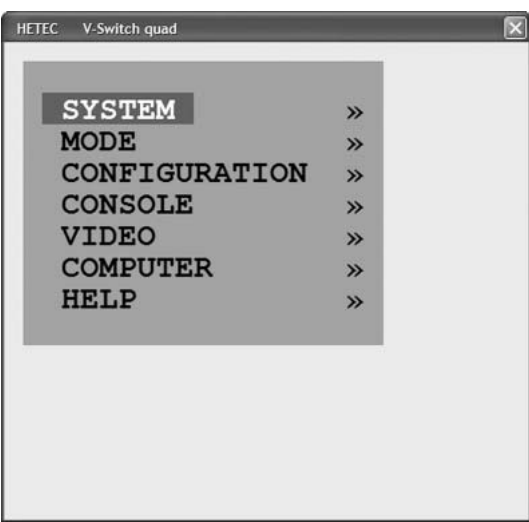 HETEC V-Switch quad
SYSTEM »
MODE »
CONFIGURATION »
CONSOLE »
VIDEO »
COMPUTER »
HELP »